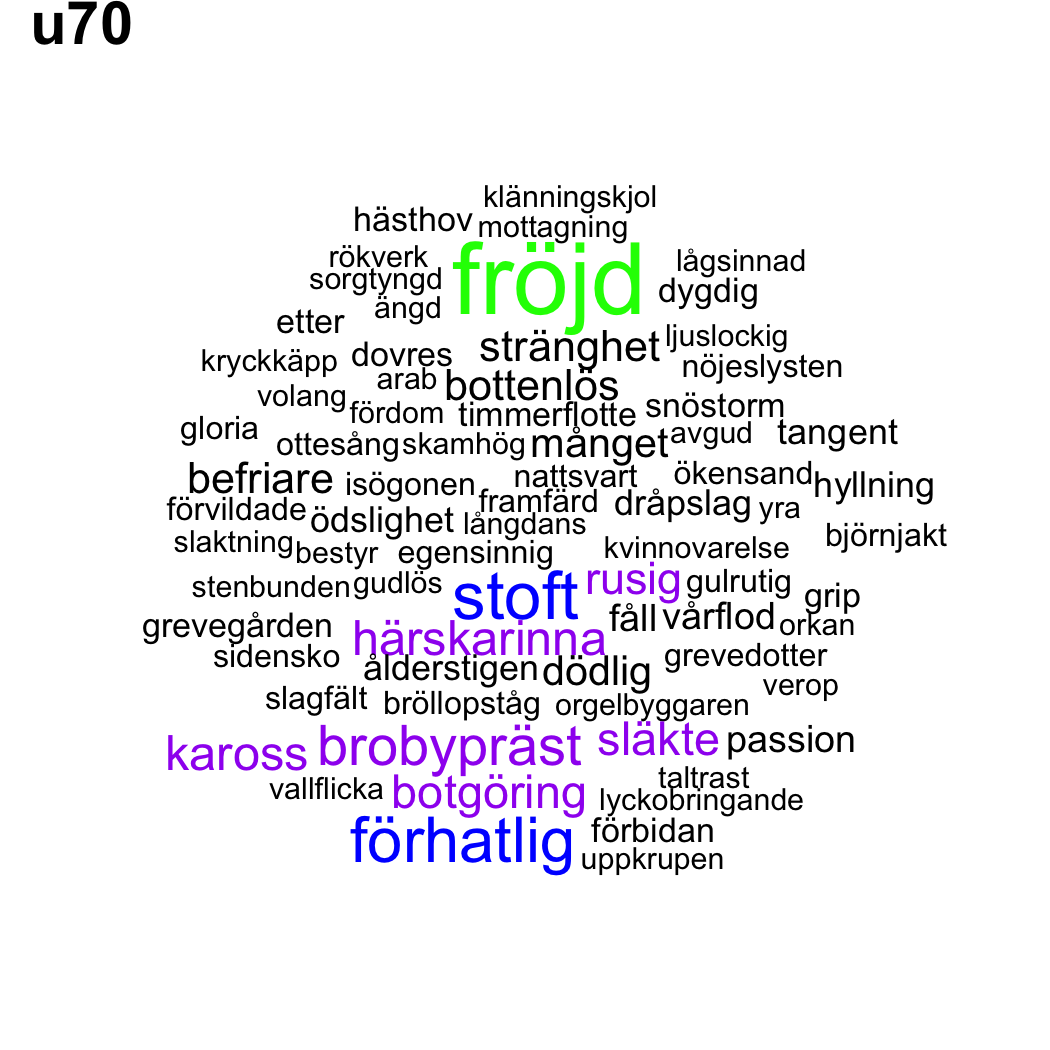 u70
klänningskjol
hästhov mottagning
rökverk fröjd lågsinnad
sorgtyngd dygdig
ängd
etter
stränghet ljuslockig
kryckkäpp dovres nöjeslysten
arab bottenlös
volang fördom timmerflotte snöstorm
gloria ottesång skamhög månget avgud tangent
befriare isögonen nattsvart ökensand hyllning
förvildade framfärd dråpslag yra
ödslighet långdans
slaktning bestyr egensinnig kvinnovarelse björnjakt
stenbunden gudlös stoft rusig gulrutig grip
grevegården härskarinna fåll vårflod orkan
sidensko ålderstigen dödlig grevedotter
verop
slagfält bröllopståg orgelbyggaren
kaross brobypräst släkte passion
vallflicka botgöring taltrast
lyckobringande
förhatlig förbidan
uppkrupen